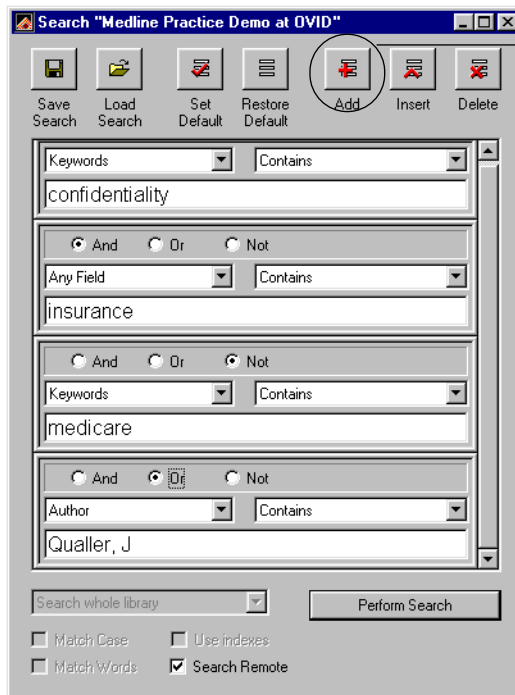 Search "Medline Practice Demo at OVID"
Save Search
Load Search
Set Default
Restore Default
Add
Insert
Delete
Keywords Contains
confidentiality
And Or Not
Any Field Contains
insurance
And Or Not
Keywords Contains
medicare
And Or Not
Author Contains
Qualler, J
Search whole library
Perform Search
Match Case Use indexes
Match Words Search Remote